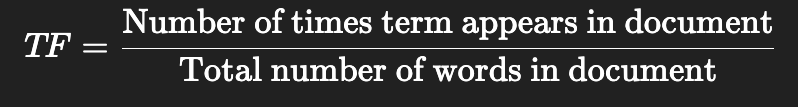 TF = Number of times term appears in document
Total number of words in document